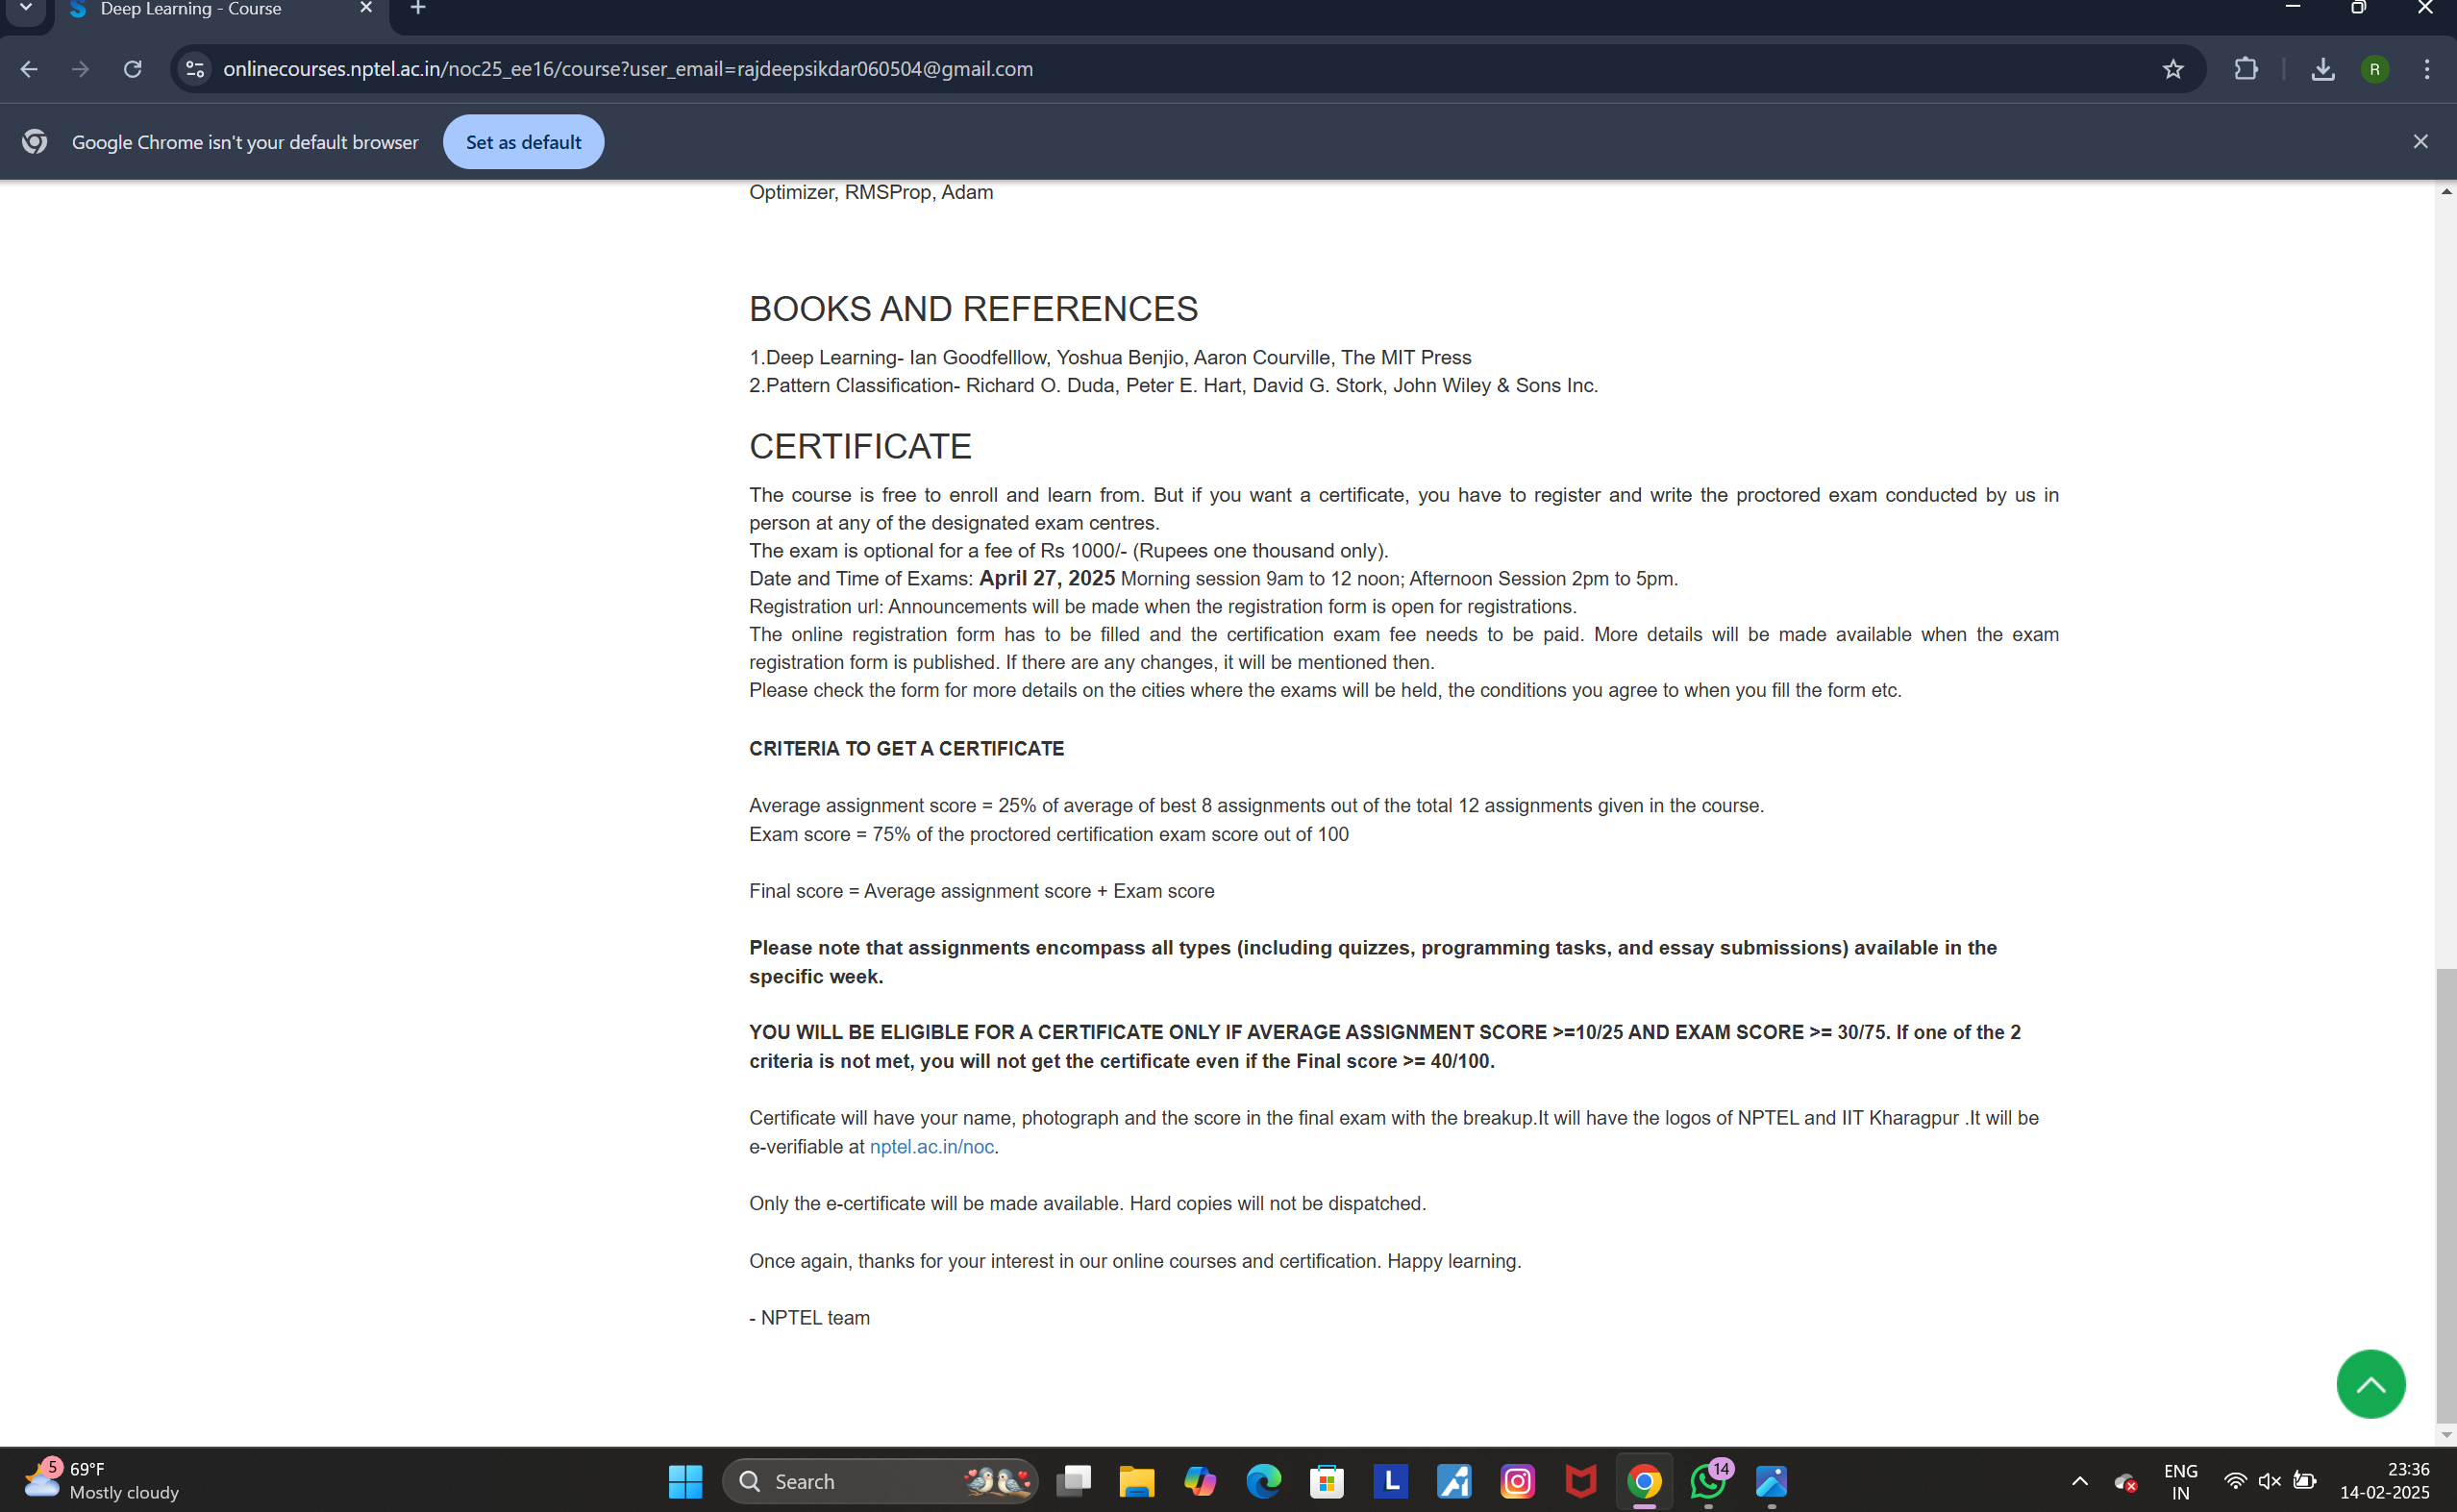 Deep Learning - Course
onlinecourses.nptel.ac.in/noc25_ee16/course?user_email=rajdeepsikdar060504@gmail.com
R
Google Chrome isn't your default browser
Set as default
Optimizer, RMSProp, Adam
BOOKS AND REFERENCES
1.Deep Learning- Ian Goodfelllow, Yoshua Benjio, Aaron Courville, The MIT Press
2.Pattern Classification- Richard O. Duda, Peter E. Hart, David G. Stork, John Wiley & Sons Inc.
CERTIFICATE
The course is free to enroll and learn from. But if you want a certificate, you have to register and write the proctored exam conducted by us in
person at any of the designated exam centres.
The exam is optional for a fee of Rs 1000/- (Rupees one thousand only).
Date and Time of Exams: April 27, 2025 Morning session 9am to 12 noon; Afternoon Session 2pm to 5pm.
Registration url: Announcements will be made when the registration form is open for registrations.
The online registration form has to be filled and the certification exam fee needs to be paid. More details will be made available when the exam
registration form is published. If there are any changes, it will be mentioned then.
Please check the form for more details on the cities where the exams will be held, the conditions you agree to when you fill the form etc.
CRITERIA TO GET A CERTIFICATE
Average assignment score = 25% of average of best 8 assignments out of the total 12 assignments given in the course.
Exam score = 75% of the proctored certification exam score out of 100
Final score = Average assignment score + Exam score
Please note that assignments encompass all types (including quizzes, programming tasks, and essay submissions) available in the
specific week.
YOU WILL BE ELIGIBLE FOR A CERTIFICATE ONLY IF AVERAGE ASSIGNMENT SCORE >=10/25 AND EXAM SCORE >= 30/75. If one of the 2
criteria is not met, you will not get the certificate even if the Final score >= 40/100.
Certificate will have your name, photograph and the score in the final exam with the breakup.It will have the logos of NPTEL and IIT Kharagpur .It will be
e-verifiable at nptel.ac.in/noc.
Only the e-certificate will be made available. Hard copies will not be dispatched.
Once again, thanks for your interest in our online courses and certification. Happy learning.
- NPTEL team
5
69°F
Mostly cloudy
Search
L
14
ENG
IN
23:36
14-02-2025